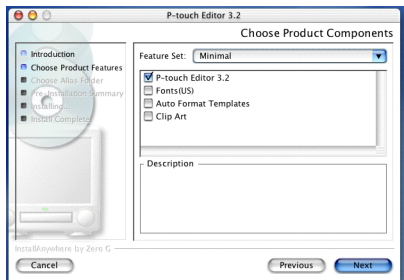 P-touch Editor 3.2
Choose Product Components
Introduction
Choose Product Features
Choose Alias Folder
Pre-Installation Summary
Installing...
Install Complete
Feature Set: Minimal
P-touch Editor 3.2
Fonts(US)
Auto Format Templates
Clip Art
Description
InstallAnywhere by Zero G
Cancel Previous Next